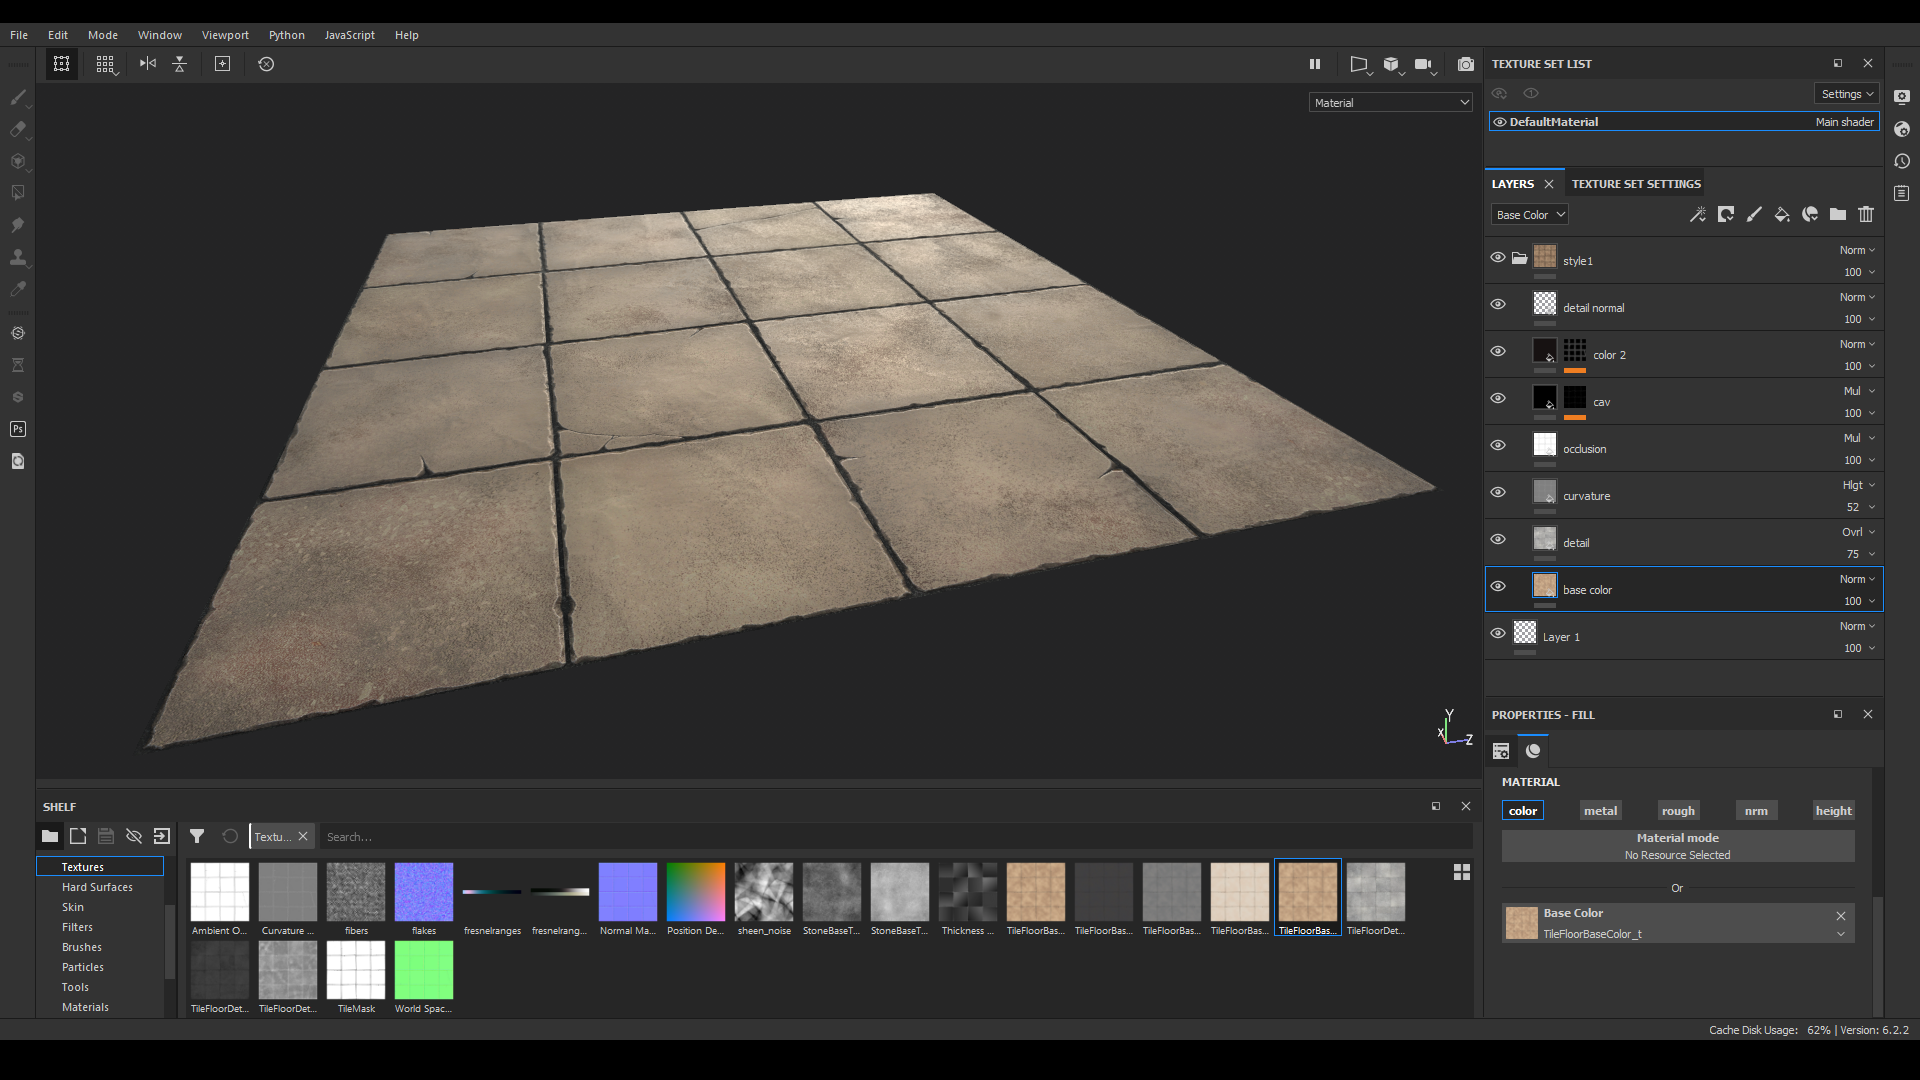 File Edit Mode Window Viewport Python JavaScript Help
Material
Y
X
Z
TEXTURE SET LIST
Settings
DefaultMaterial Main shader
LAYERS TEXTURE SET SETTINGS
Base Color
style1 Norm 100
detail normal Norm 100
color 2 Norm 100
cav Mul 100
occlusion Mul 100
curvature Hlgt 52
detail Ovrl 75
base color Norm 100
Layer 1 Norm 100
PROPERTIES - FILL
MATERIAL
color metal rough nrm height
Material mode
No Resource Selected
Or
Base Color
TileFloorBaseColor_t
Ps
SHELF
Textu... Search...
Textures
Hard Surfaces
Skin
Filters
Brushes
Particles
Tools
Materials
Ambient O... Curvature ... fibers flakes fresnelranges fresnelrang... Normal Ma... Position De... sheen_noise StoneBaseT... StoneBaseT... Thickness ... TileFloorBas... TileFloorBas... TileFloorBas... TileFloorBas... TileFloorBas... TileFloorDet...
TileFloorDet... TileFloorDet... TileMask World Spac...
Cache Disk Usage: 62% | Version: 6.2.2